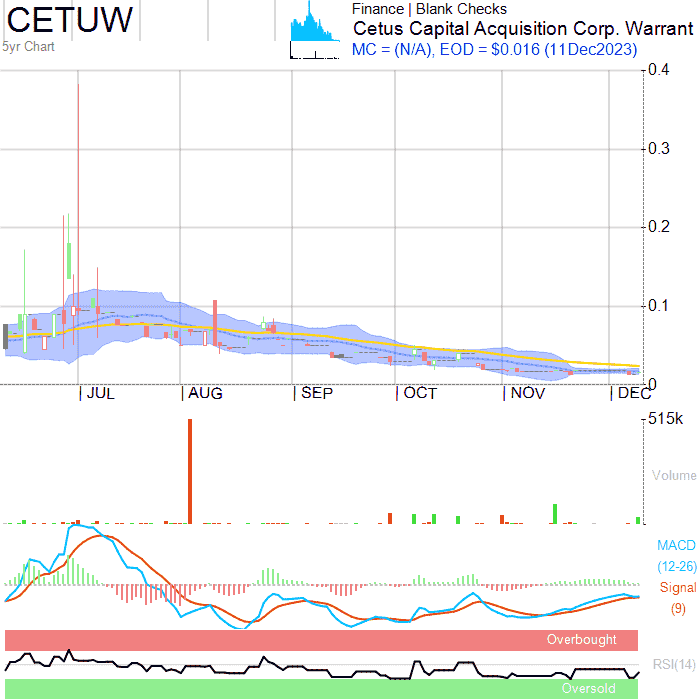 CETUW
Finance | Blank Checks
5yr Chart
Cetus Capital Acquisition Corp. Warrant
MC = (N/A), EOD = $0.016 (11Dec2023)
0.4
0.3
0.2
0.1
0
JUL AUG SEP OCT NOV DEC
515k
Volume
MACD
(12-26)
Signal
(9)
Overbought
RSI(14)
Oversold